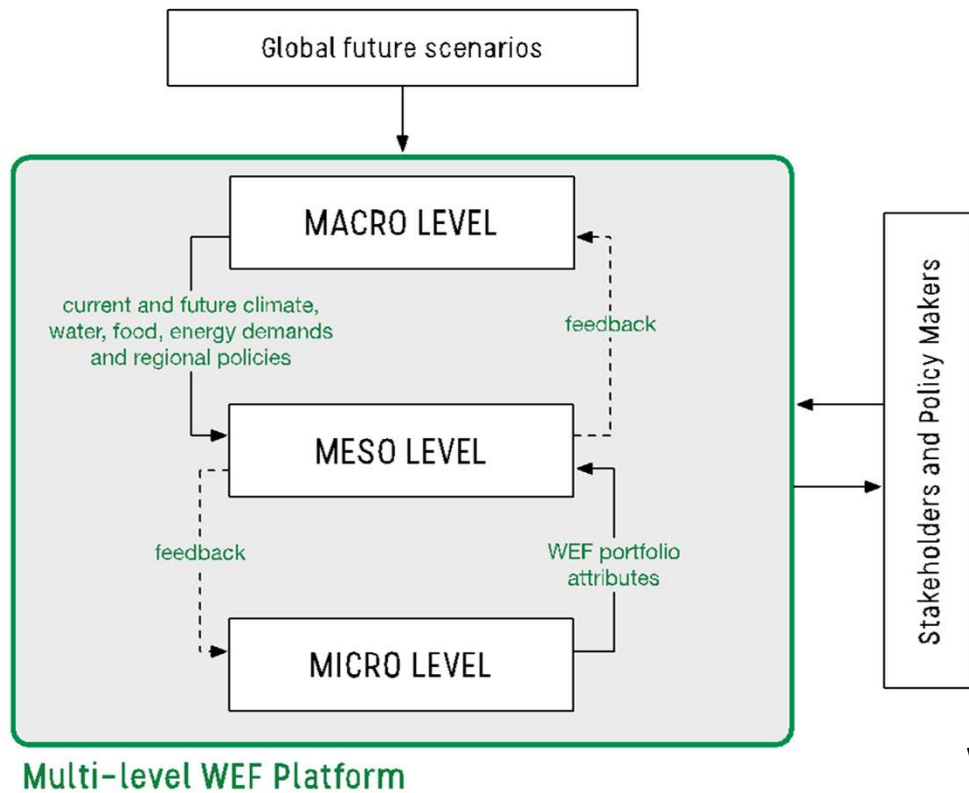 Global future scenarios
MACRO LEVEL
current and future climate,
water, food, energy demands
and regional policies
feedback
MESO LEVEL
feedback
WEF portfolio
attributes
MICRO LEVEL
Stakeholders and Policy Makers
Multi-level WEF Platform